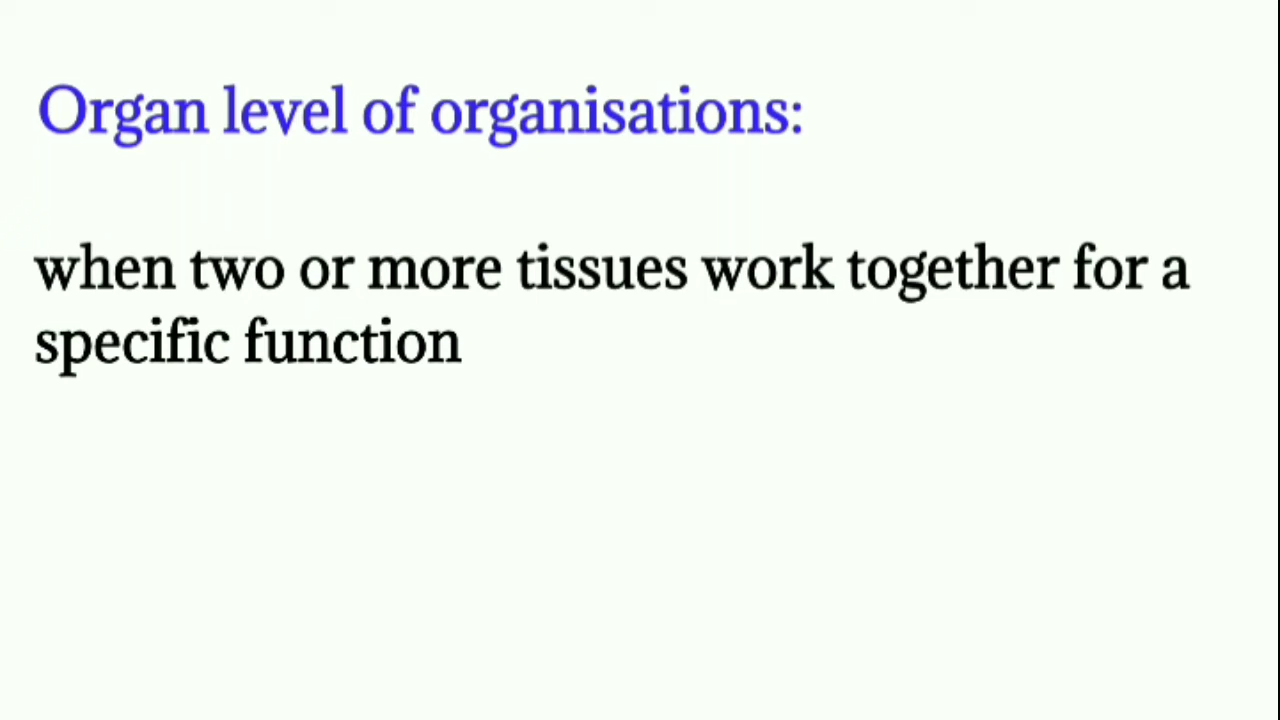 Organ level of organisations:
when two or more tissues work together for a
specific function